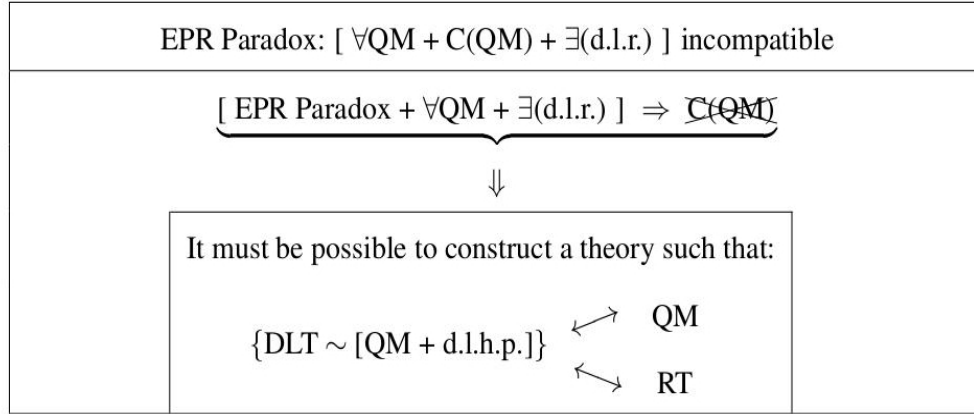 EPR Paradox: [ ∀QM + C(QM) + ∃(d.l.r.) ] incompatible
[ EPR Paradox + ∀QM + ∃(d.l.r.) ] ⇒ C(QM)
⇓
It must be possible to construct a theory such that:
{DLT ~ [QM + d.l.h.p.]} ↔ QM
↔ RT